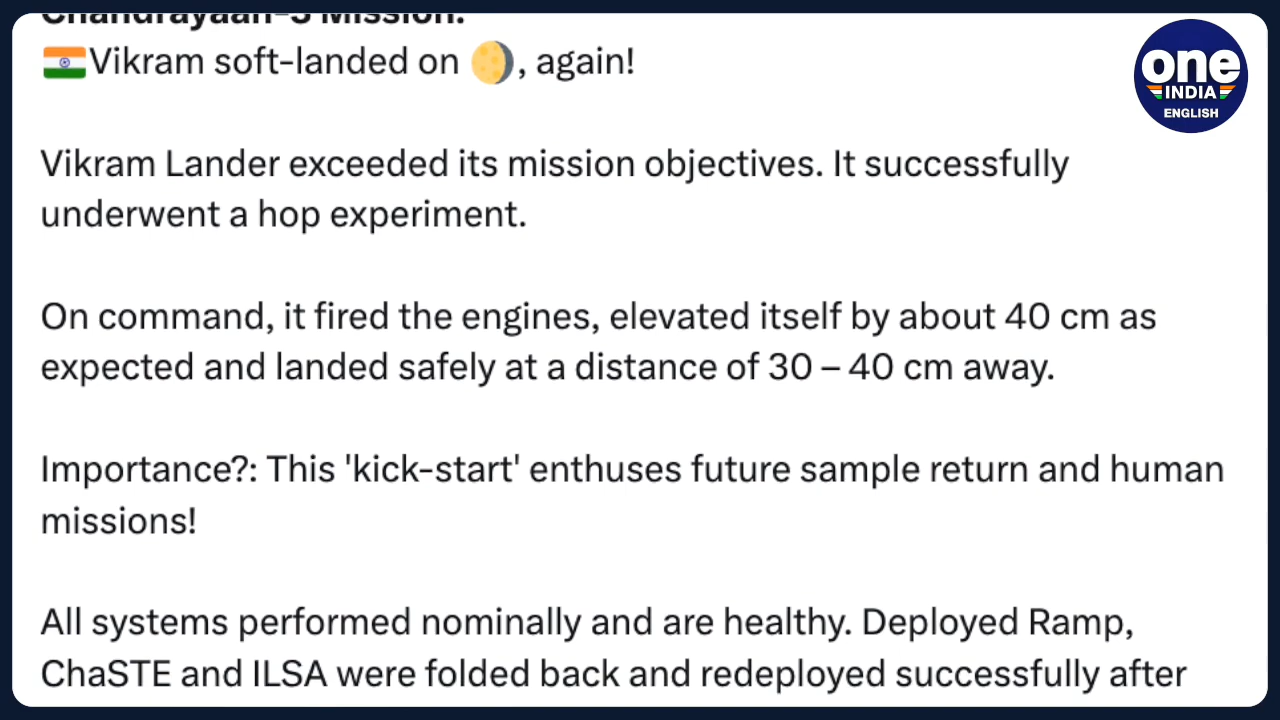 Chandrayaan-3 Mission:
🇮🇳Vikram soft-landed on 🌖, again!
Vikram Lander exceeded its mission objectives. It successfully
underwent a hop experiment.
On command, it fired the engines, elevated itself by about 40 cm as
expected and landed safely at a distance of 30 – 40 cm away.
Importance?: This 'kick-start' enthuses future sample return and human
missions!
All systems performed nominally and are healthy. Deployed Ramp,
ChaSTE and ILSA were folded back and redeployed successfully after
one
INDIA
ENGLISH